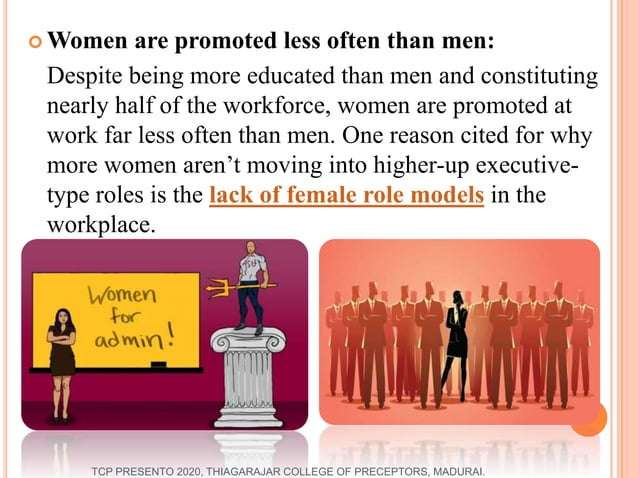 Women are promoted less often than men:
Despite being more educated than men and constituting
nearly half of the workforce, women are promoted at
work far less often than men. One reason cited for why
more women aren’t moving into higher-up executive-
type roles is the lack of female role models in the
workplace.
Women
for
admin!
TCP PRESENTO 2020, THIAGARAJAR COLLEGE OF PRECEPTORS, MADURAI.